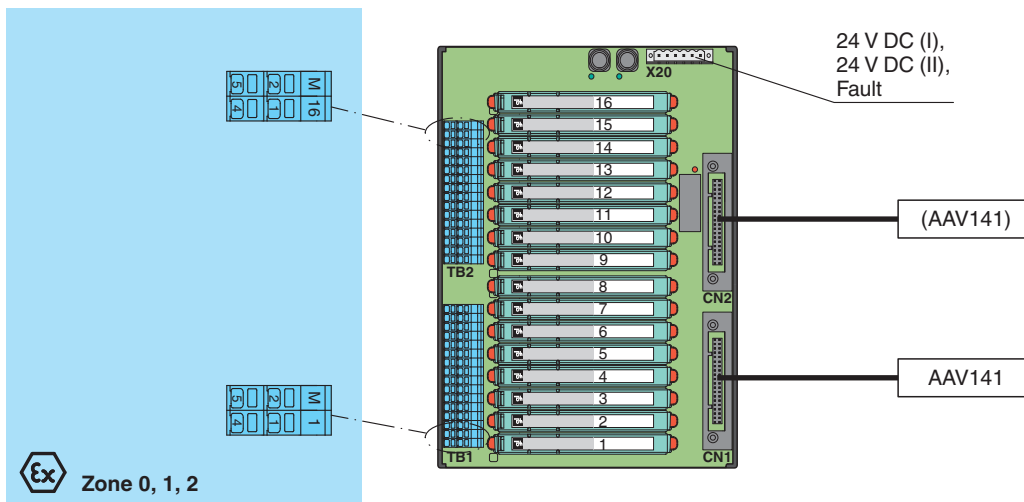 24 V DC (I),
24 V DC (II),
Fault
X20
5 2 M
4 1 16
16
15
14
13
12
11
10
9
TB2
8
7
6
5
4
3
2
1
TB1
CN2
CN1
(AAV141)
AAV141
5 2 M
4 1 1
Ex
Zone 0, 1, 2